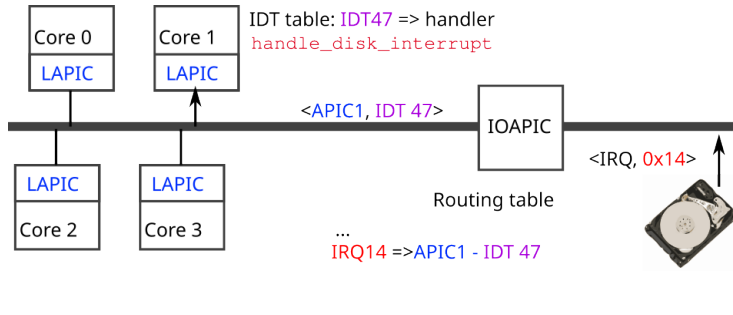 Core 0
LAPIC
Core 1
LAPIC
IDT table: IDT47 => handler
handle_disk_interrupt
<APIC1, IDT 47>
IOAPIC
<IRQ, 0x14>
LAPIC
Core 2
LAPIC
Core 3
Routing table
...
IRQ14 =>APIC1 - IDT 47